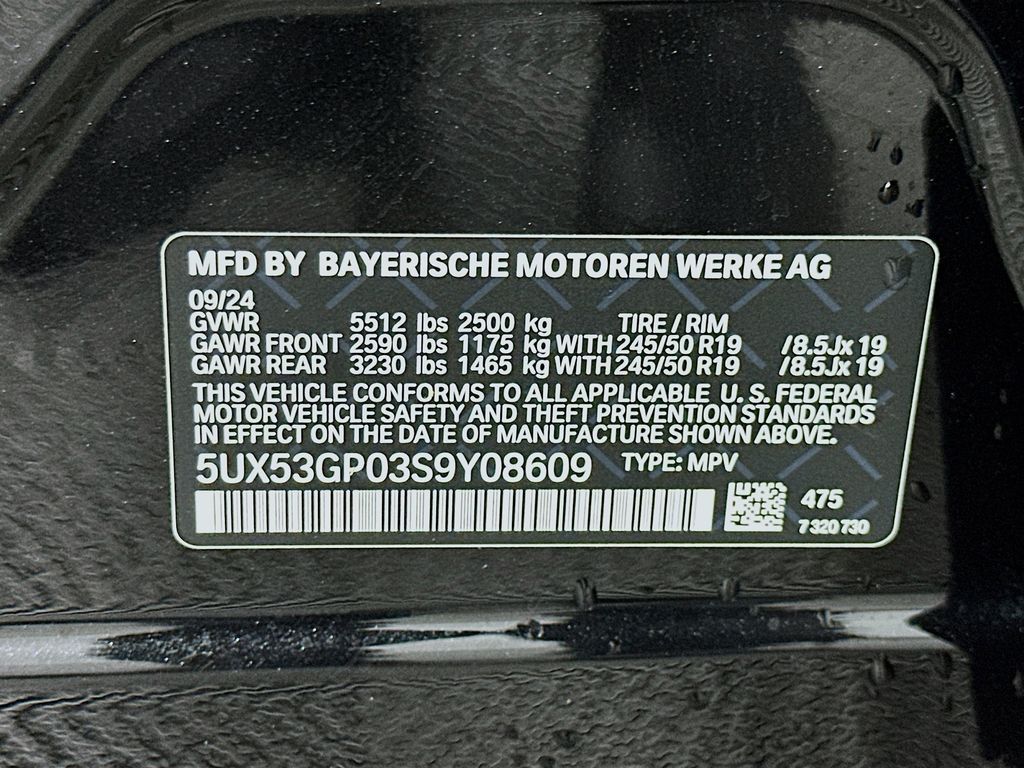 MFD BY BAYERISCHE MOTOREN WERKE AG
09/24
GVWR 5512 lbs 2500 kg TIRE / RIM
GAWR FRONT 2590 lbs 1175 kg WITH 245/50 R19 /8.5Jx 19
GAWR REAR 3230 lbs 1465 kg WITH 245/50 R19 /8.5Jx 19
THIS VEHICLE CONFORMS TO ALL APPLICABLE U. S. FEDERAL
MOTOR VEHICLE SAFETY AND THEFT PREVENTION STANDARDS
IN EFFECT ON THE DATE OF MANUFACTURE SHOWN ABOVE.
5UX53GP03S9Y08609 TYPE: MPV
475
7 320 730